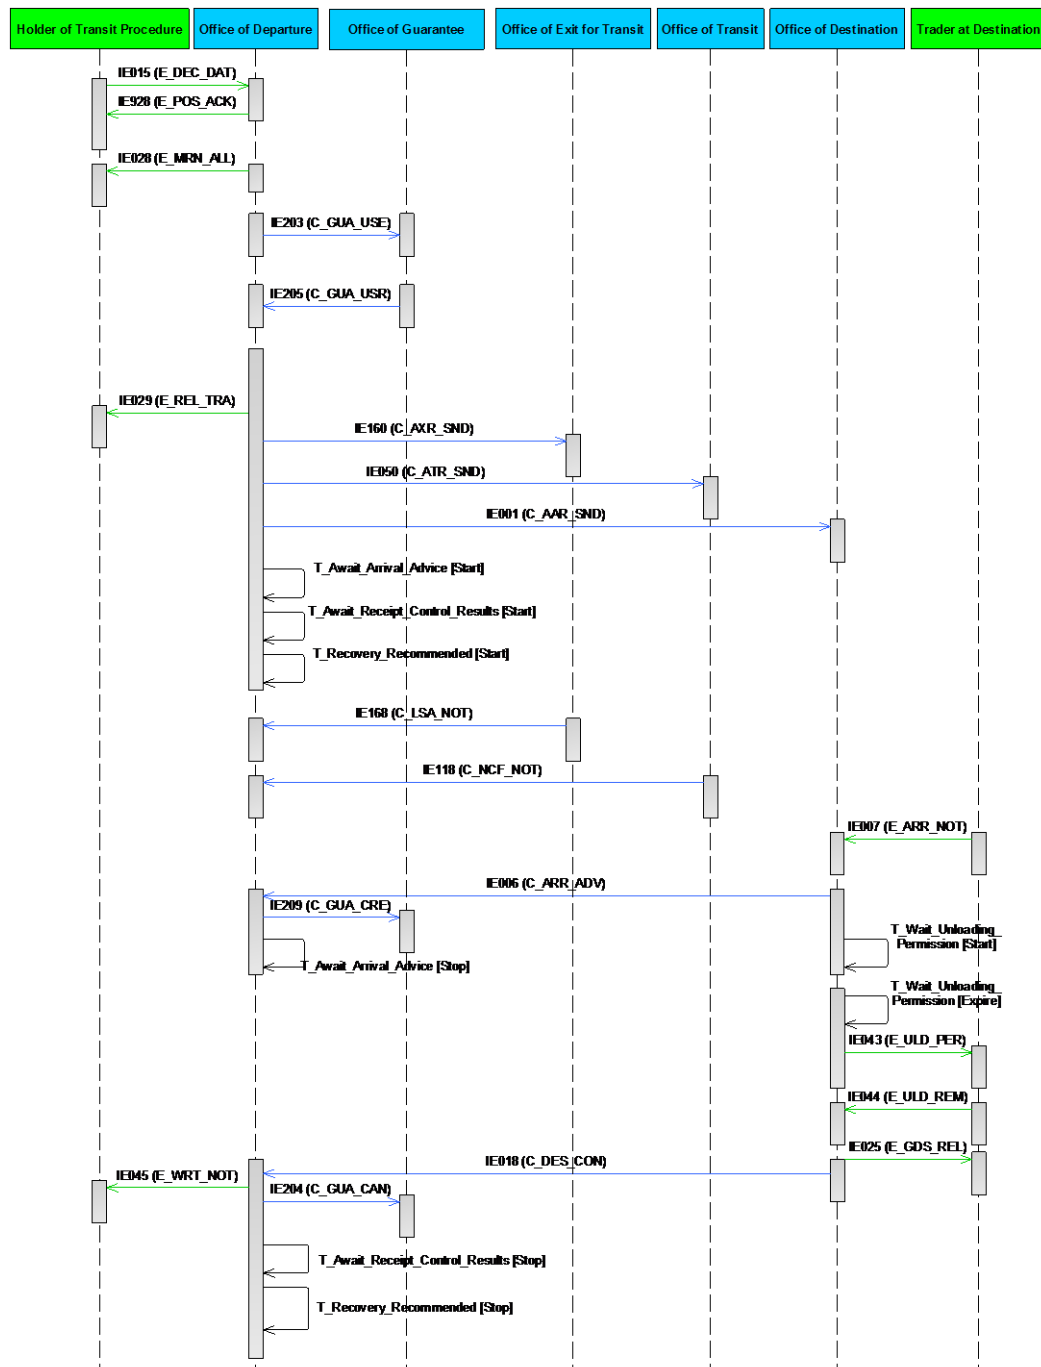 Holder of Transit Procedure
Office of Departure
Office of Guarantee
Office of Exit for Transit
Office of Transit
Office of Destination
Trader at Destination
IE015 (E_DEC_DAT)
IE928 (E_POS_ACK)
IE028 (E_MRN_ALL)
IE203 (C_GUA_USE)
IE205 (C_GUA_USR)
IE029 (E_REL_TRA)
IE160 (C_AXR_SND)
IE050 (C_ATR_SND)
IE001 (C_AAR_SND)
T_Await_Arrival_Advice [Start]
T_Await_Receipt_Control_Results [Start]
T_Recovery_Recommended [Start]
IE168 (C_LSA_NOT)
IE118 (C_NCF_NOT)
IE007 (E_ARR_NOT)
IE006 (C_ARR_ADV)
IE209 (C_GUA_CRE)
T_Wait_Unloading_
Permission [Start]
T_Await_Arrival_Advice [Stop]
T_Wait_Unloading_
Permission [Expire]
IE043 (E_ULD_PER)
IE044 (E_ULD_REM)
IE025 (E_GDS_REL)
IE018 (C_DES_CON)
IE045 (E_WRT_NOT)
IE204 (C_GUA_CAN)
T_Await_Receipt_Control_Results [Stop]
T_Recovery_Recommended [Stop]